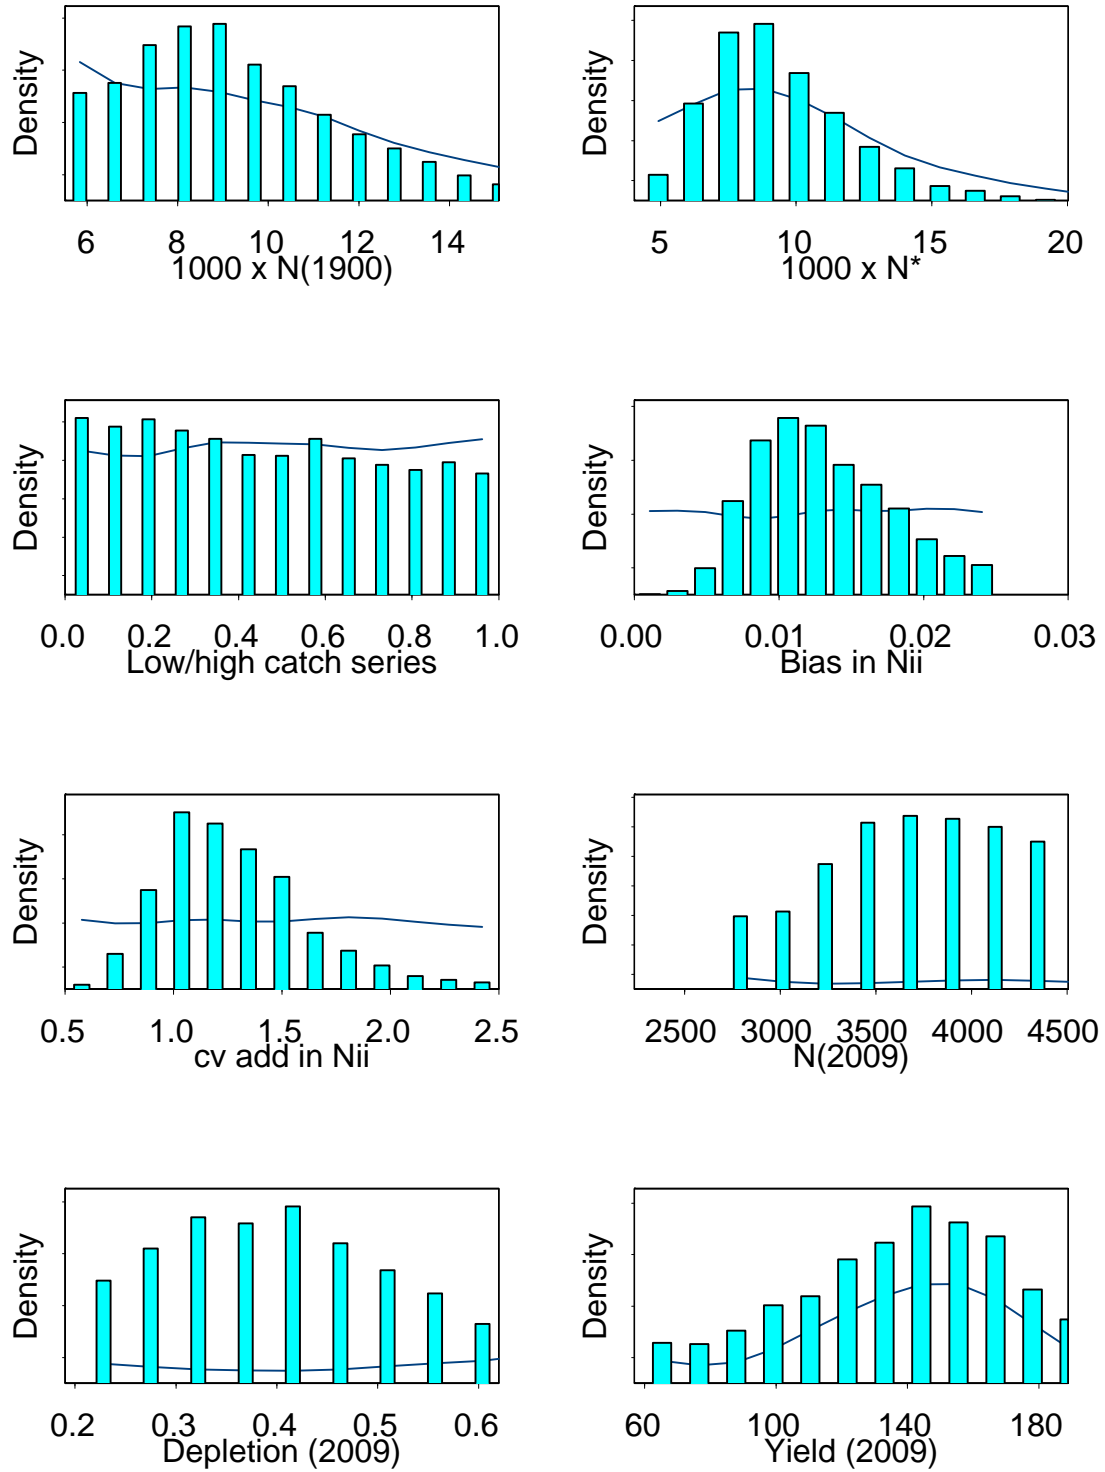 Density
6 8 10 12 14
1000 x N(1900)
Density
5 10 15 20
1000 x N*
Density
0.0 0.2 0.4 0.6 0.8 1.0
Low/high catch series
Density
0.00 0.01 0.02 0.03
Bias in Nii
Density
0.5 1.0 1.5 2.0 2.5
cv add in Nii
Density
2500 3000 3500 4000 4500
N(2009)
Density
0.2 0.3 0.4 0.5 0.6
Depletion (2009)
Density
60 100 140 180
Yield (2009)